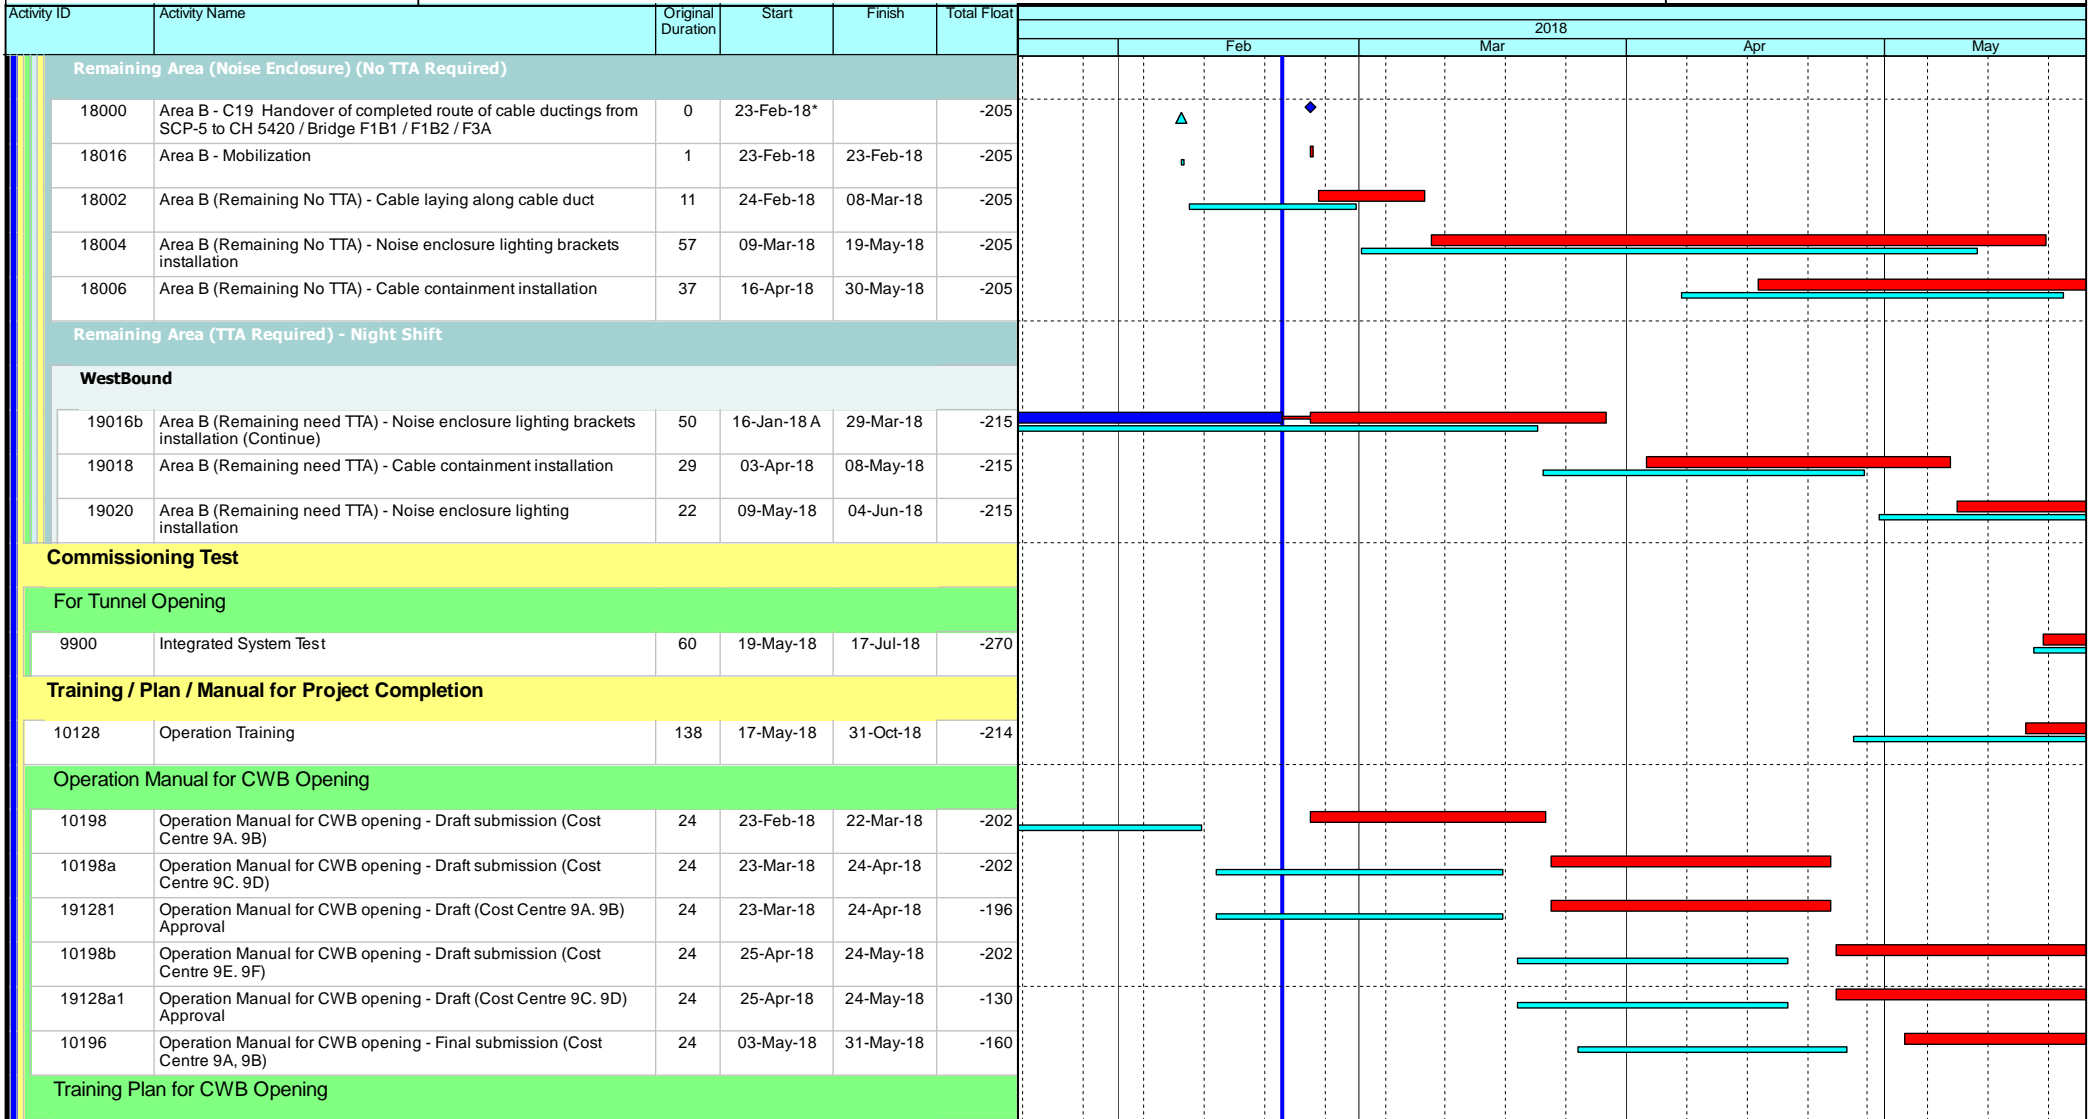 Activity ID Activity Name Original Start Finish Total Float
Duration
2018
Feb Mar Apr May
Remaining Area (Noise Enclosure) (No TTA Required)
18000 Area B - C19 Handover of completed route of cable ductings from 0 23-Feb-18* -205
SCP-5 to CH 5420 / Bridge F1B1 / F1B2 / F3A
18016 Area B - Mobilization 1 23-Feb-18 23-Feb-18 -205
18002 Area B (Remaining No TTA) - Cable laying along cable duct 11 24-Feb-18 08-Mar-18 -205
18004 Area B (Remaining No TTA) - Noise enclosure lighting brackets 57 09-Mar-18 19-May-18 -205
installation
18006 Area B (Remaining No TTA) - Cable containment installation 37 16-Apr-18 30-May-18 -205
Remaining Area (TTA Required) - Night Shift
WestBound
19016b Area B (Remaining need TTA) - Noise enclosure lighting brackets 50 16-Jan-18 A 29-Mar-18 -215
installation (Continue)
19018 Area B (Remaining need TTA) - Cable containment installation 29 03-Apr-18 08-May-18 -215
19020 Area B (Remaining need TTA) - Noise enclosure lighting 22 09-May-18 04-Jun-18 -215
installation
Commissioning Test
For Tunnel Opening
9900 Integrated System Test 60 19-May-18 17-Jul-18 -270
Training / Plan / Manual for Project Completion
10128 Operation Training 138 17-May-18 31-Oct-18 -214
Operation Manual for CWB Opening
10198 Operation Manual for CWB opening - Draft submission (Cost 24 23-Feb-18 22-Mar-18 -202
Centre 9A. 9B)
10198a Operation Manual for CWB opening - Draft submission (Cost 24 23-Mar-18 24-Apr-18 -202
Centre 9C. 9D)
191281 Operation Manual for CWB opening - Draft (Cost Centre 9A. 9B) 24 23-Mar-18 24-Apr-18 -196
Approval
10198b Operation Manual for CWB opening - Draft submission (Cost 24 25-Apr-18 24-May-18 -202
Centre 9E. 9F)
19128a1 Operation Manual for CWB opening - Draft (Cost Centre 9C. 9D) 24 25-Apr-18 24-May-18 -130
Approval
10196 Operation Manual for CWB opening - Final submission (Cost 24 03-May-18 31-May-18 -160
Centre 9A, 9B)
Training Plan for CWB Opening